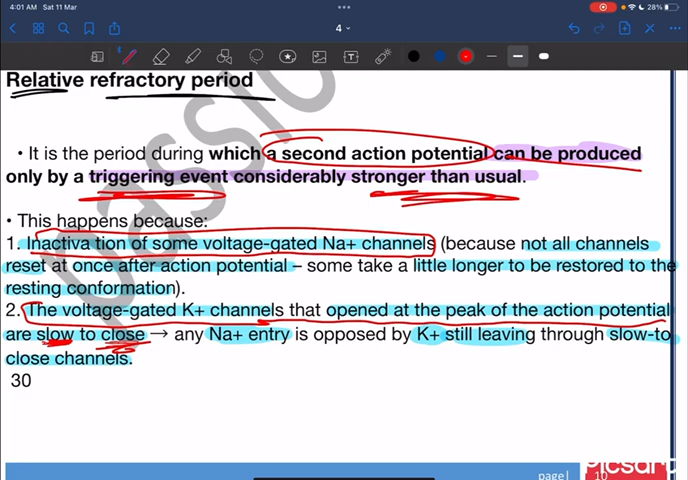 4:01 AM Sat 11 Mar
28%
4
Relative refractory period
• It is the period during which a second action potential can be produced
only by a triggering event considerably stronger than usual.
• This happens because:
1. Inactiva tion of some voltage-gated Na+ channels (because not all channels
reset at once after action potential – some take a little longer to be restored to the
resting conformation).
2. The voltage-gated K+ channels that opened at the peak of the action potential
are slow to close → any Na+ entry is opposed by K+ still leaving through slow-to
close channels.
30
page| 10
Picsart